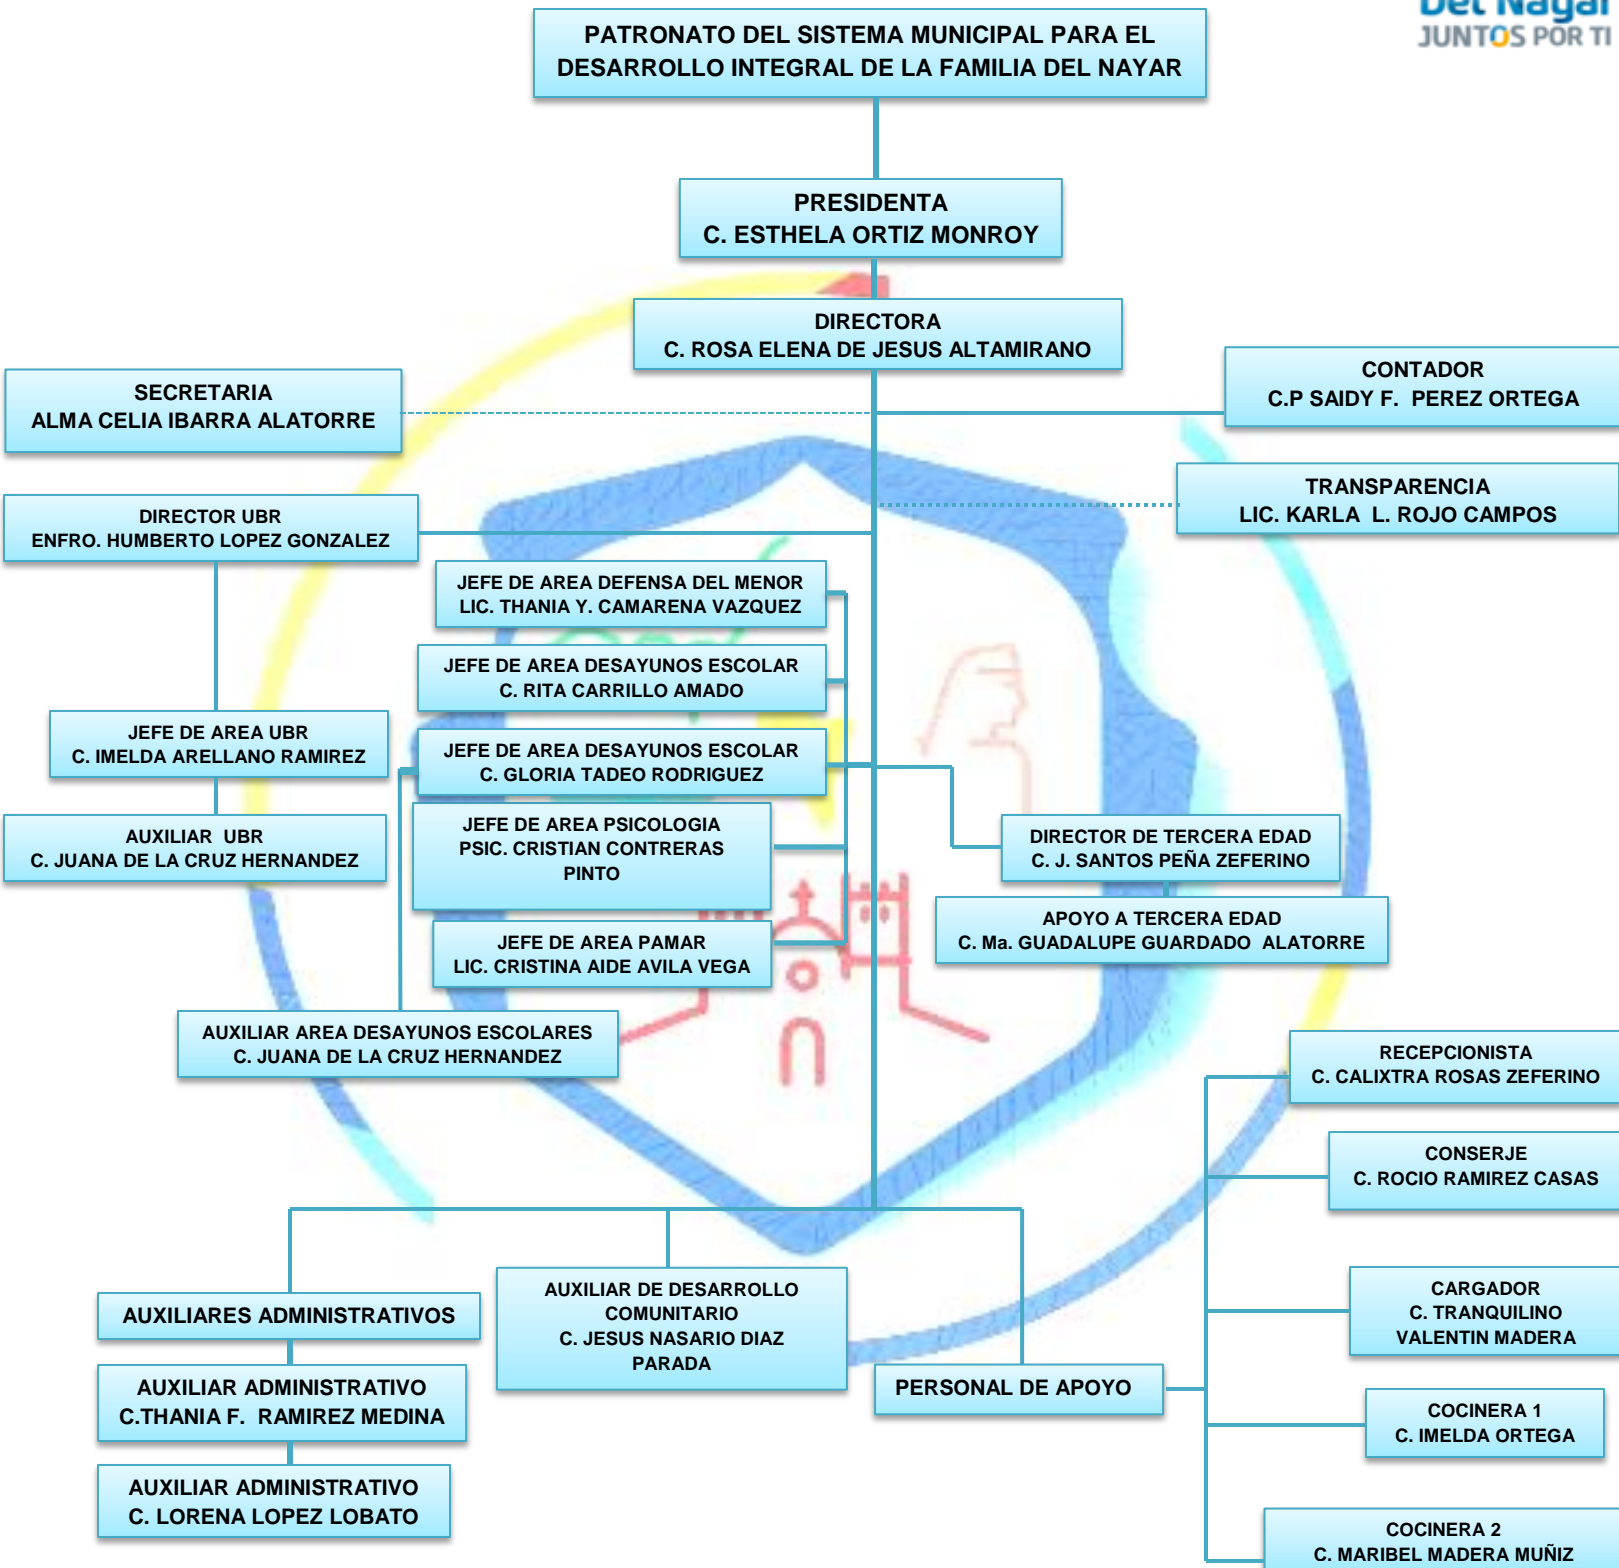 Del Nayar
JUNTOS POR TI
PATRONATO DEL SISTEMA MUNICIPAL PARA EL
DESARROLLO INTEGRAL DE LA FAMILIA DEL NAYAR
PRESIDENTA
C. ESTHELA ORTIZ MONROY
DIRECTORA
C. ROSA ELENA DE JESUS ALTAMIRANO
SECRETARIA
ALMA CELIA IBARRA ALATORRE
CONTADOR
C.P SAIDY F. PEREZ ORTEGA
TRANSPARENCIA
LIC. KARLA L. ROJO CAMPOS
DIRECTOR UBR
ENFRO. HUMBERTO LOPEZ GONZALEZ
JEFE DE AREA DEFENSA DEL MENOR
LIC. THANIA Y. CAMARENA VAZQUEZ
JEFE DE AREA DESAYUNOS ESCOLAR
C. RITA CARRILLO AMADO
JEFE DE AREA UBR
C. IMELDA ARELLANO RAMIREZ
JEFE DE AREA DESAYUNOS ESCOLAR
C. GLORIA TADEO RODRIGUEZ
AUXILIAR UBR
C. JUANA DE LA CRUZ HERNANDEZ
JEFE DE AREA PSICOLOGIA
PSIC. CRISTIAN CONTRERAS
PINTO
DIRECTOR DE TERCERA EDAD
C. J. SANTOS PEÑA ZEFERINO
APOYO A TERCERA EDAD
C. Ma. GUADALUPE GUARDADO ALATORRE
JEFE DE AREA PAMAR
LIC. CRISTINA AIDE AVILA VEGA
AUXILIAR AREA DESAYUNOS ESCOLARES
C. JUANA DE LA CRUZ HERNANDEZ
RECEPCIONISTA
C. CALIXTRA ROSAS ZEFERINO
CONSERJE
C. ROCIO RAMIREZ CASAS
CARGADOR
C. TRANQUILINO
VALENTIN MADERA
AUXILIARES ADMINISTRATIVOS
AUXILIAR DE DESARROLLO
COMUNITARIO
C. JESUS NASARIO DIAZ
PARADA
PERSONAL DE APOYO
AUXILIAR ADMINISTRATIVO
C.THANIA F. RAMIREZ MEDINA
COCINERA 1
C. IMELDA ORTEGA
AUXILIAR ADMINISTRATIVO
C. LORENA LOPEZ LOBATO
COCINERA 2
C. MARIBEL MADERA MUÑIZ